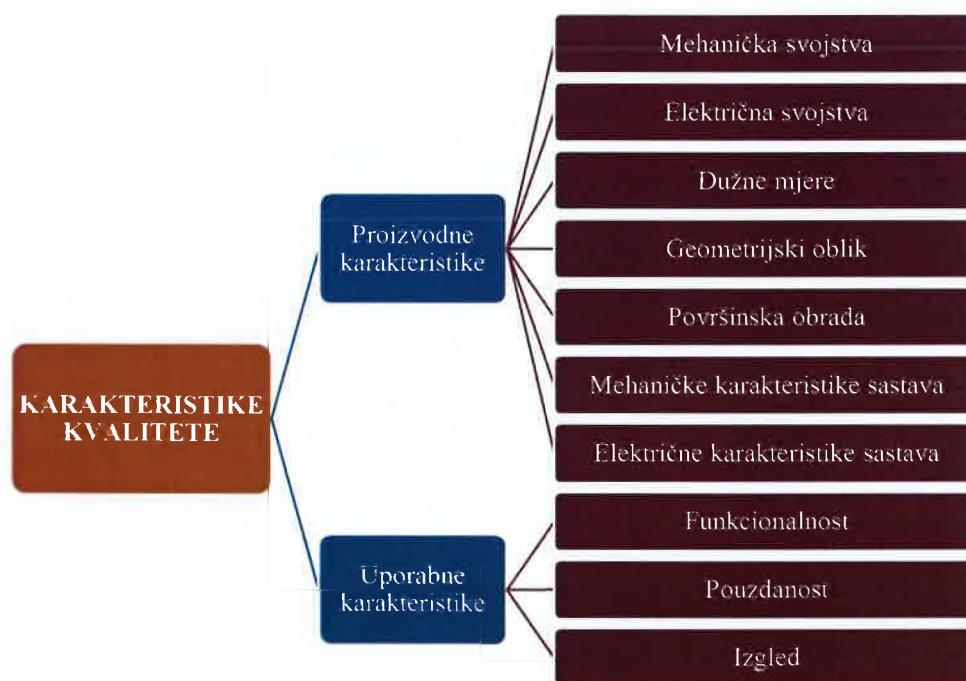 KARAKTERISTIKE
KVALITETE
Proizvodne
karakteristike
Mehanička svojstva
Električna svojstva
Dužne mjere
Geometrijski oblik
Površinska obrada
Mehaničke karakteristike sastava
Električne karakteristike sastava
Uporabne
karakteristike
Funkcionalnost
Pouzdanost
Izgled